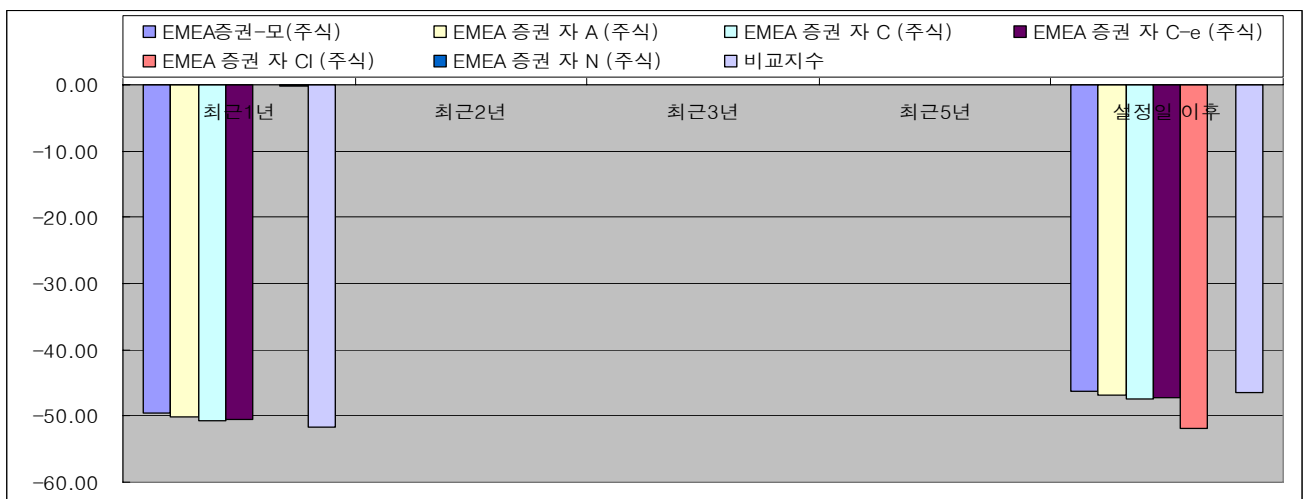 EMEA증권-모(주식) EMEA 증권 자 A (주식) EMEA 증권 자 C (주식) EMEA 증권 자 C-e (주식)
EMEA 증권 자 CI (주식) EMEA 증권 자 N (주식) 비교지수
0.00
최근1년 최근2년 최근3년 최근5년 설정일 이후
-10.00
-20.00
-30.00
-40.00
-50.00
-60.00